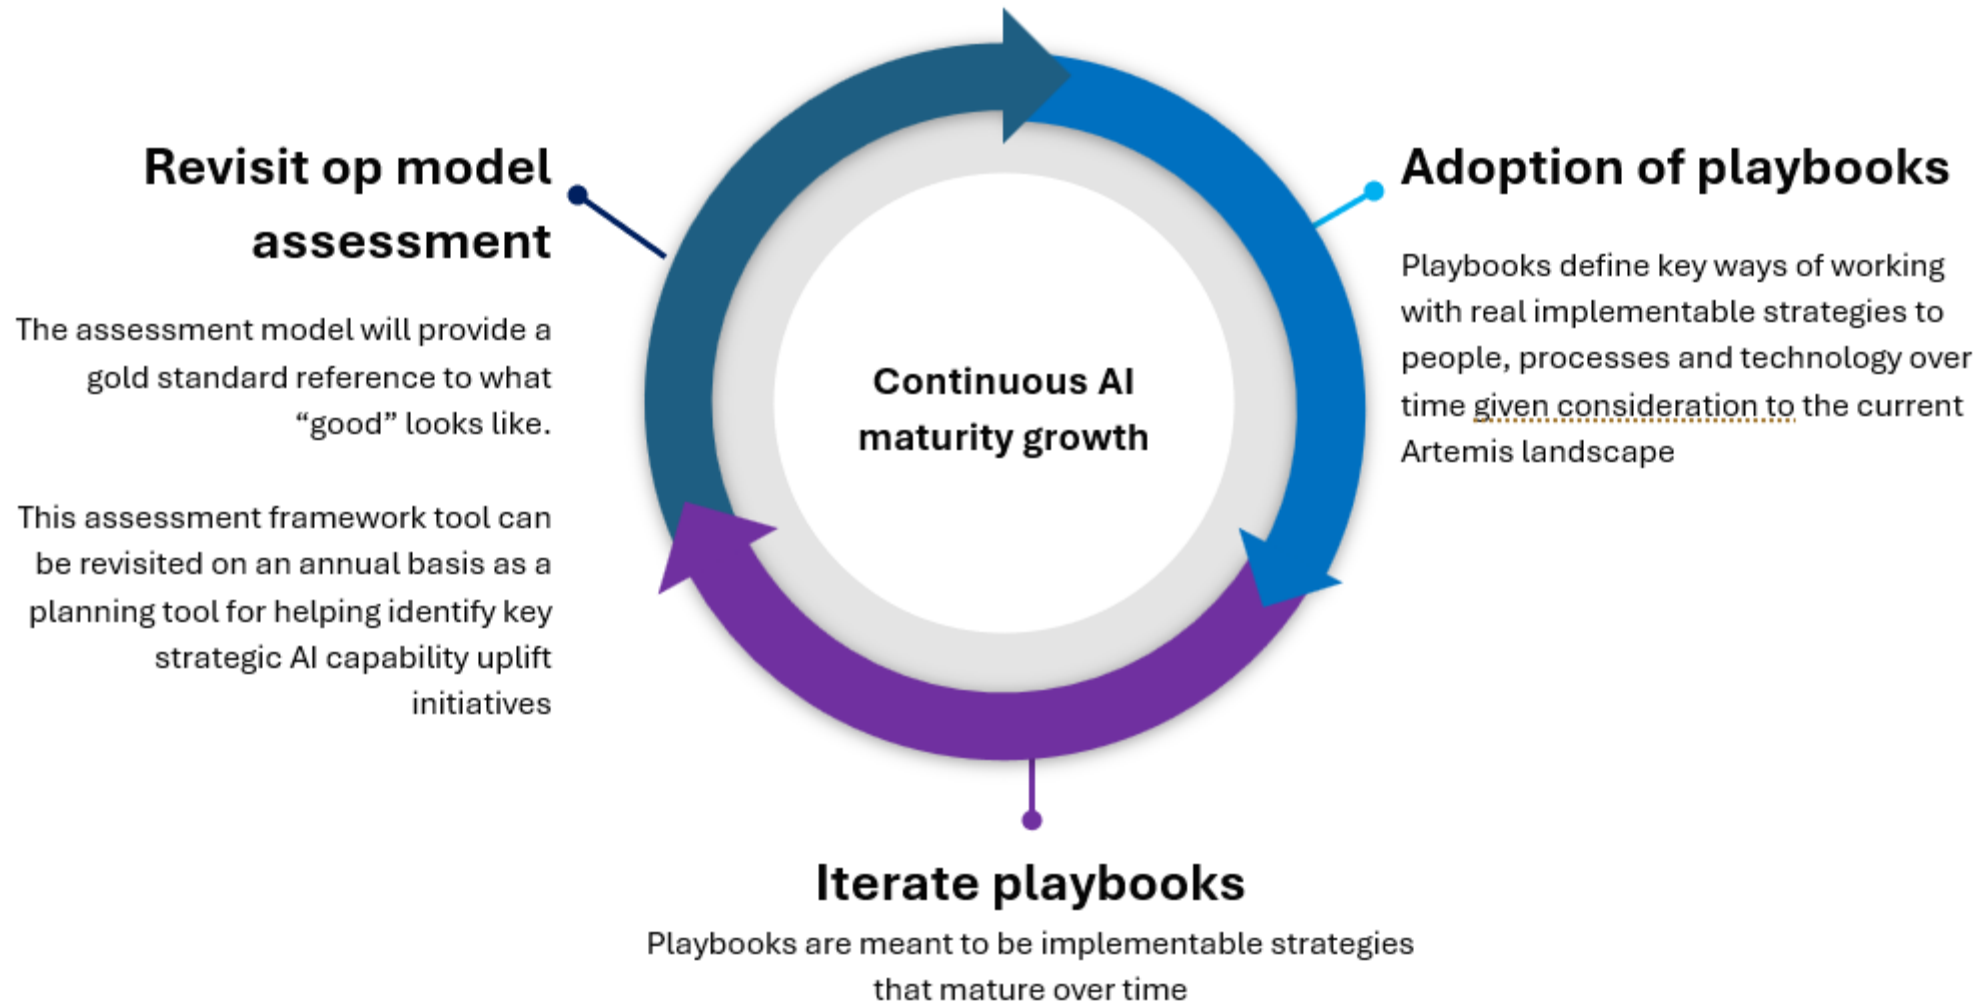 Revisit op model
assessment
The assessment model will provide a
gold standard reference to what
“good” looks like.
This assessment framework tool can
be revisited on an annual basis as a
planning tool for helping identify key
strategic AI capability uplift
initiatives
Continuous AI
maturity growth
Adoption of playbooks
Playbooks define key ways of working
with real implementable strategies to
people, processes and technology over
time given consideration to the current
Artemis landscape
Iterate playbooks
Playbooks are meant to be implementable strategies
that mature over time